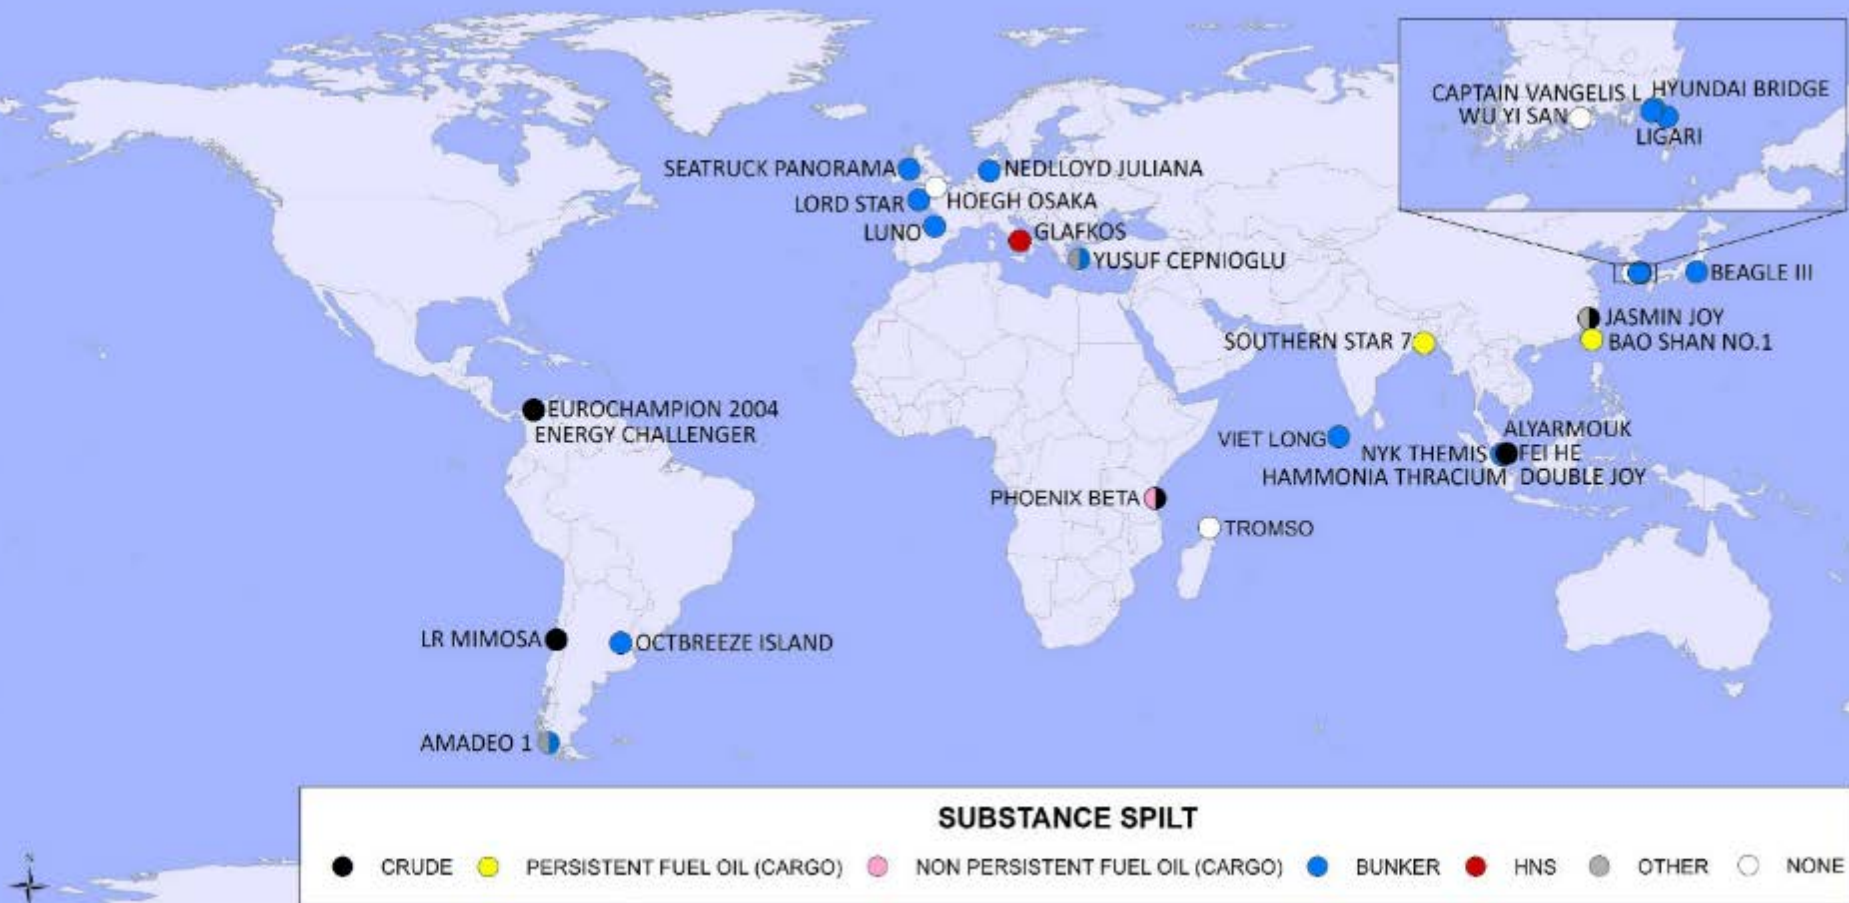 CAPTAIN VANGELIS L HYUNDAI BRIDGE
WU YI SAN
LIGARI
SEATRUCK PANORAMA
NEDLLOYD JULIANA
LORD STAR
HOEGH OSAKA
LUNO
GLAFKOS
YUSUF CEPNIOGLU
BEAGLE III
JASMIN JOY
SOUTHERN STAR 7
BAO SHAN NO.1
EUROCHAMPION 2004
ENERGY CHALLENGER
ALYARMOUK
VIET LONG
NYK THEMIS
FEI HE
HAMMONIA THRACIUM
DOUBLE JOY
PHOENIX BETA
TROMSO
LR MIMOSA
OCTBREEZE ISLAND
AMADEO 1
SUBSTANCE SPILT
N
CRUDE PERSISTENT FUEL OIL (CARGO) NON PERSISTENT FUEL OIL (CARGO) BUNKER HNS OTHER NONE